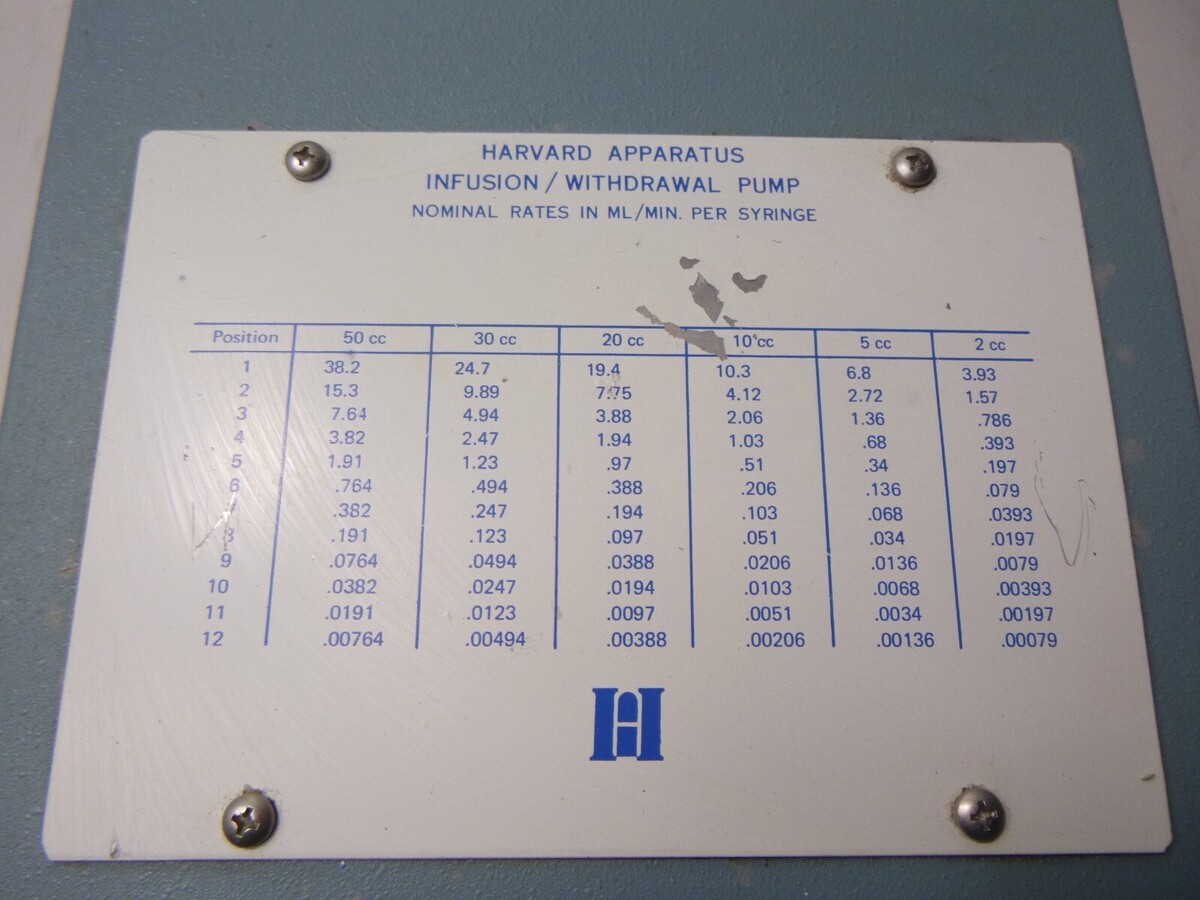 HARVARD APPARATUS
INFUSION / WITHDRAWAL PUMP
NOMINAL RATES IN ML/MIN. PER SYRINGE
Position 50 cc 30 cc 20 cc 10 cc 5 cc 2 cc
1 38.2 24.7 19.4 10.3 6.8 3.93
2 15.3 9.89 7.75 4.12 2.72 1.57
3 7.64 4.94 3.88 2.06 1.36 .786
4 3.82 2.47 1.94 1.03 .68 .393
5 1.91 1.23 .97 .51 .34 .197
6 .764 .494 .388 .206 .136 .079
7 .382 .247 .194 .103 .068 .0393
8 .191 .123 .097 .051 .034 .0197
9 .0764 .0494 .0388 .0206 .0136 .0079
10 .0382 .0247 .0194 .0103 .0068 .00393
11 .0191 .0123 .0097 .0051 .0034 .00197
12 .00764 .00494 .00388 .00206 .00136 .00079
H